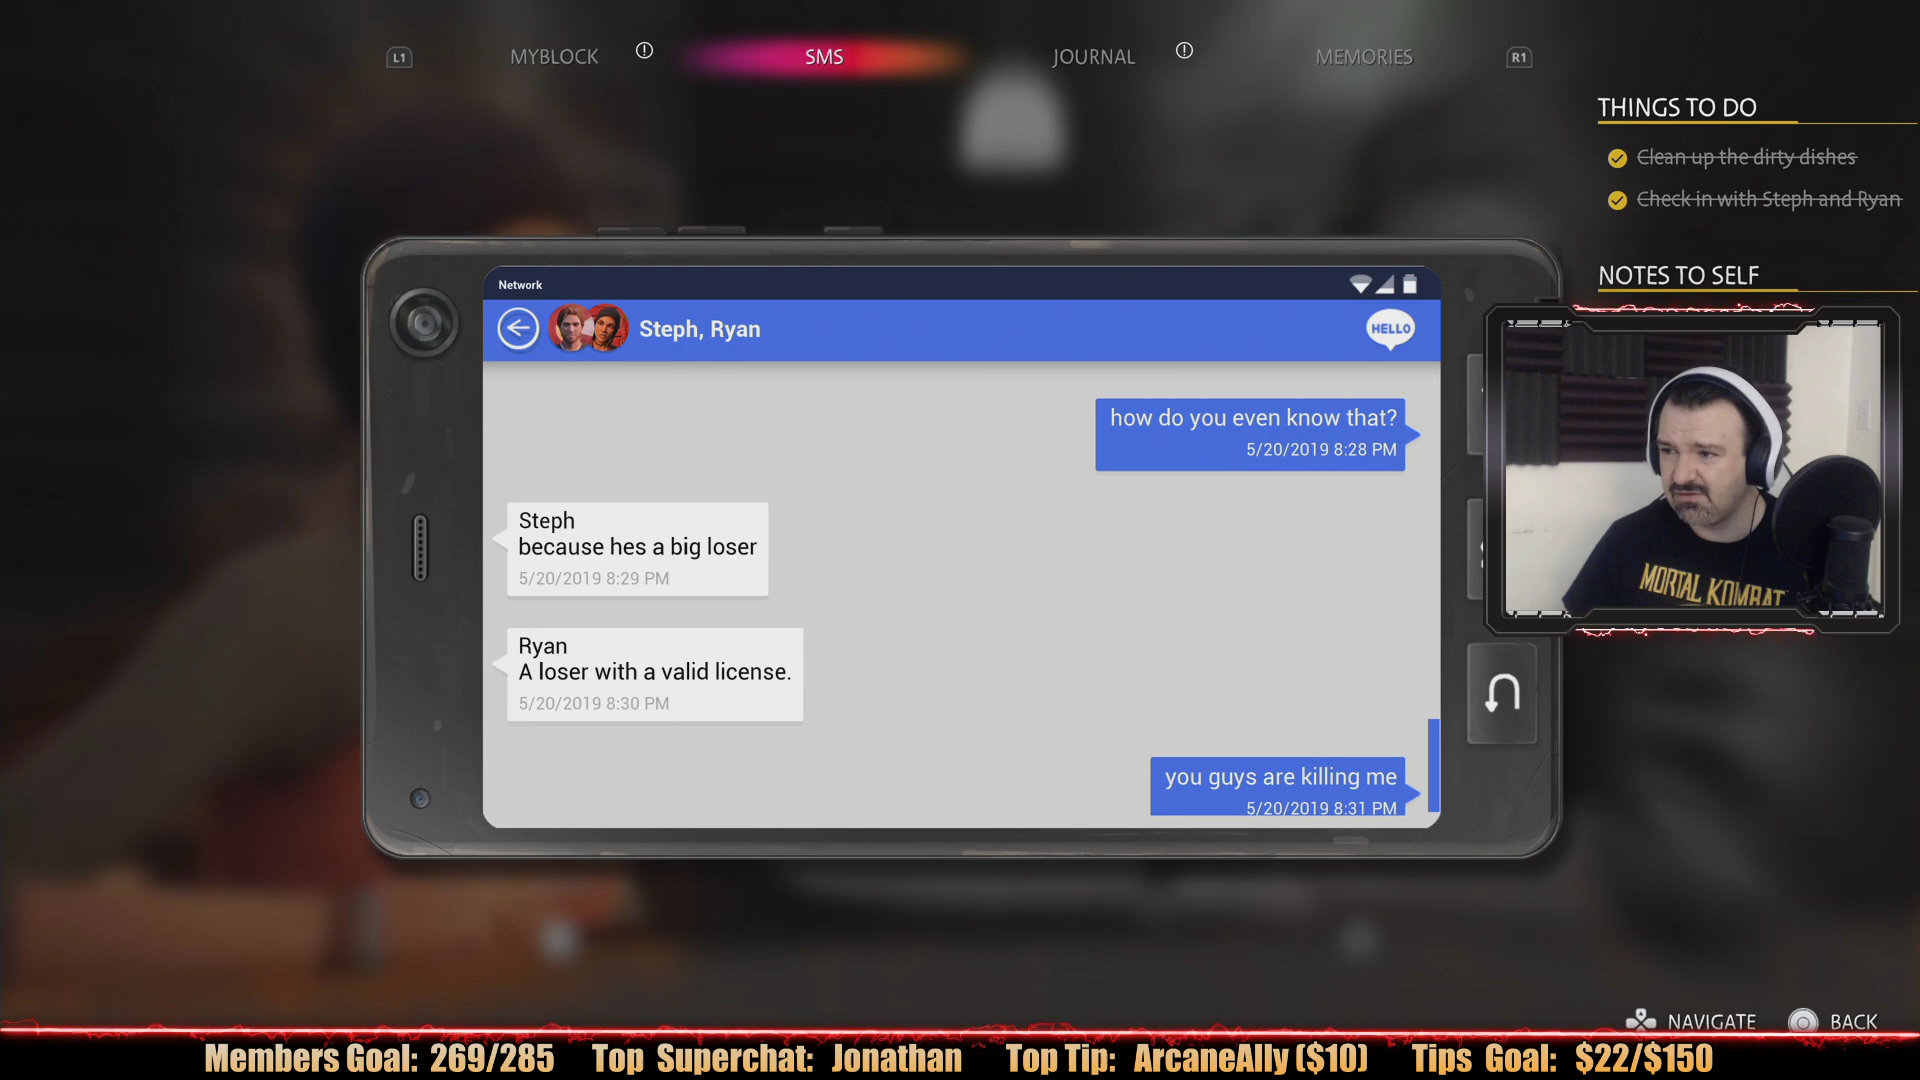 L1
MYBLOCK
SMS
JOURNAL
MEMORIES
R1
THINGS TO DO
Clean up the dirty dishes
Check in with Steph and Ryan
NOTES TO SELF
Network
Steph, Ryan
HELLO
how do you even know that?
5/20/2019 8:28 PM
Steph
because hes a big loser
5/20/2019 8:29 PM
Ryan
A loser with a valid license.
5/20/2019 8:30 PM
you guys are killing me
5/20/2019 8:31 PM
MORTAL KOMBAT
NAVIGATE
BACK
Members Goal: 269/285 Top Superchat: Jonathan Top Tip: ArcaneAlly ($10) Tips Goal: $22/$150